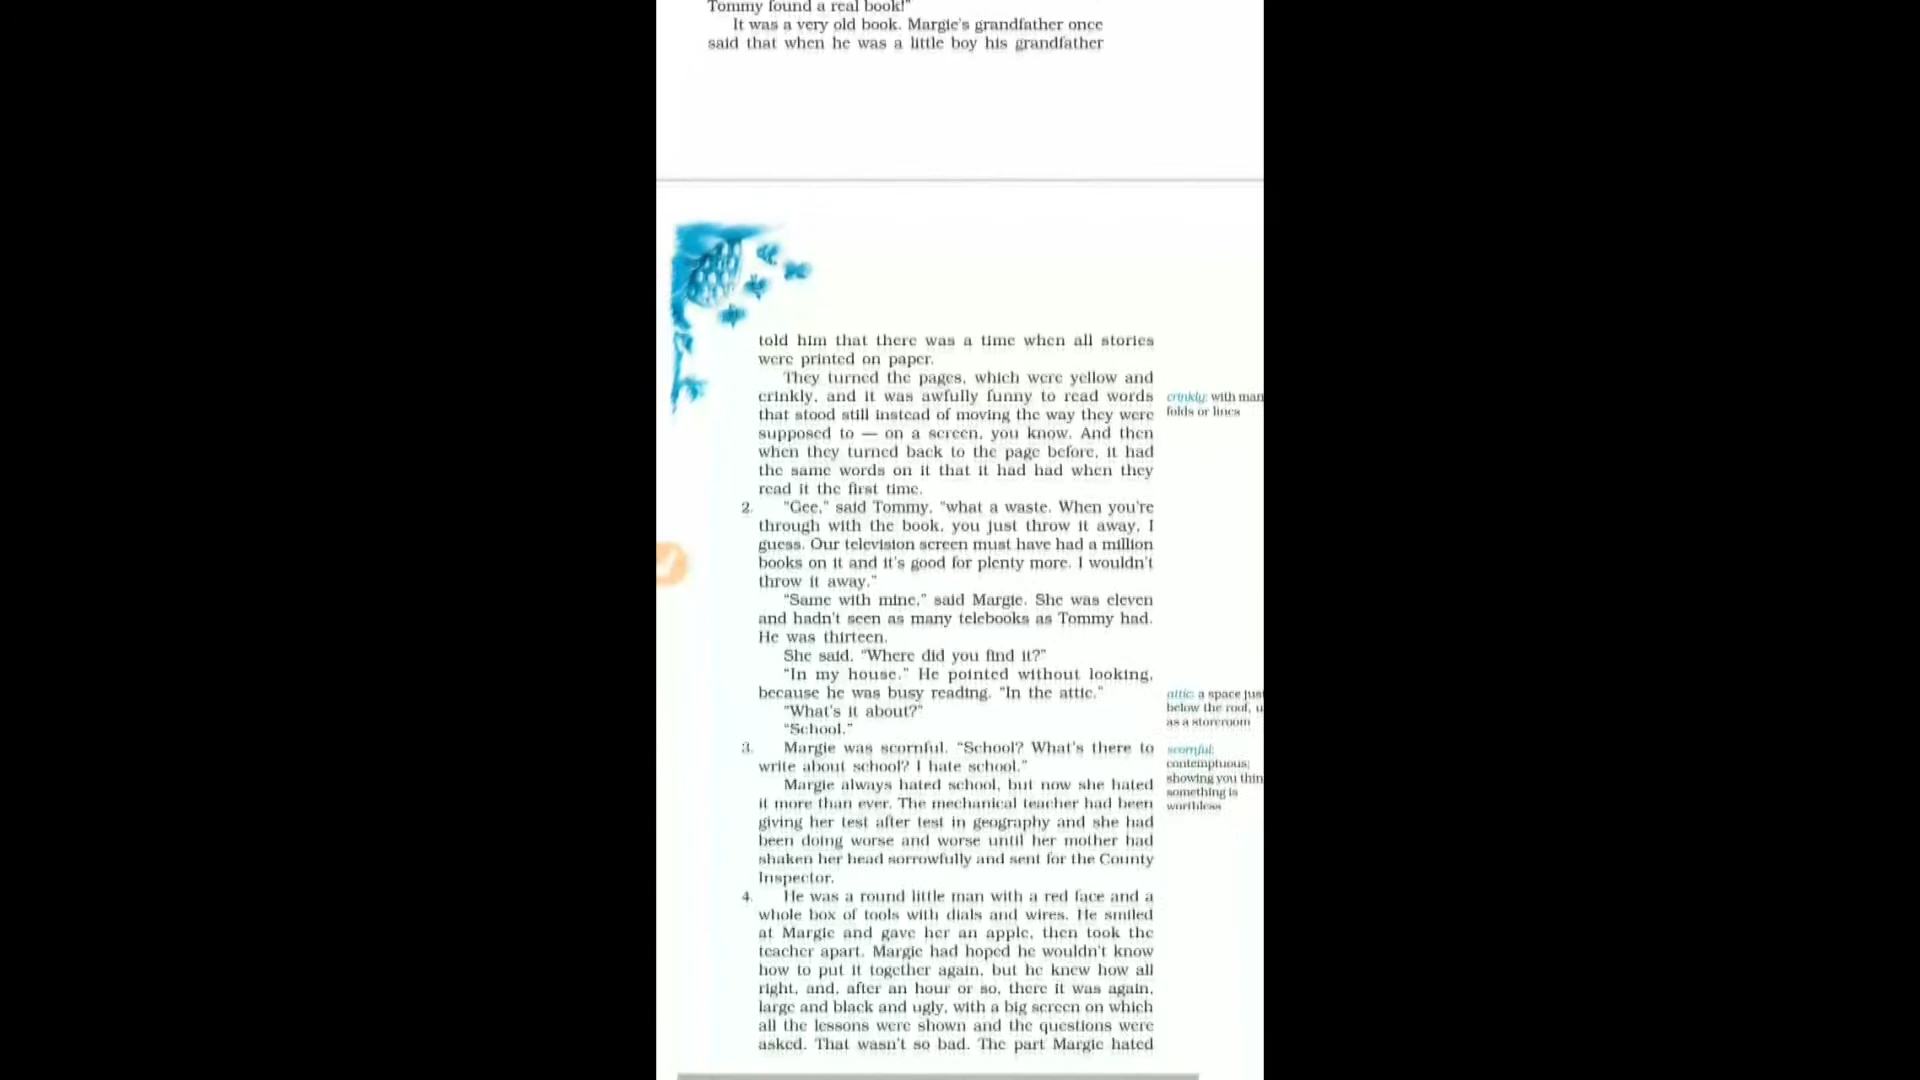 Tommy found a real book!"
It was a very old book. Margie's grandfather once
said that when he was a little boy his grandfather
told him that there was a time when all stories
were printed on paper.
They turned the pages, which were yellow and
crinkly, and it was awfully funny to read words
that stood still instead of moving the way they were
supposed to — on a screen, you know. And then
when they turned back to the page before, it had
the same words on it that it had had when they
read it the first time.
crinkly: with man
folds or lines
2. "Gee," said Tommy, "what a waste. When you're
through with the book, you just throw it away, I
guess. Our television screen must have had a million
books on it and it's good for plenty more. I wouldn't
throw it away."
"Same with mine," said Margie. She was eleven
and hadn't seen as many telebooks as Tommy had.
He was thirteen.
She said, "Where did you find it?"
"In my house." He pointed without looking,
because he was busy reading. "In the attic."
"What's it about?"
"School."
attic: a space jus
below the roof, u
as a storeroom
3. Margie was scornful. "School? What's there to
write about school? I hate school."
Margie always hated school, but now she hated
it more than ever. The mechanical teacher had been
giving her test after test in geography and she had
been doing worse and worse until her mother had
shaken her head sorrowfully and sent for the County
Inspector.
scornful:
contemptuous;
showing you thin
something is
worthless
4. He was a round little man with a red face and a
whole box of tools with dials and wires. He smiled
at Margie and gave her an apple, then took the
teacher apart. Margie had hoped he wouldn't know
how to put it together again, but he knew how all
right, and, after an hour or so, there it was again,
large and black and ugly, with a big screen on which
all the lessons were shown and the questions were
asked. That wasn't so bad. The part Margie hated